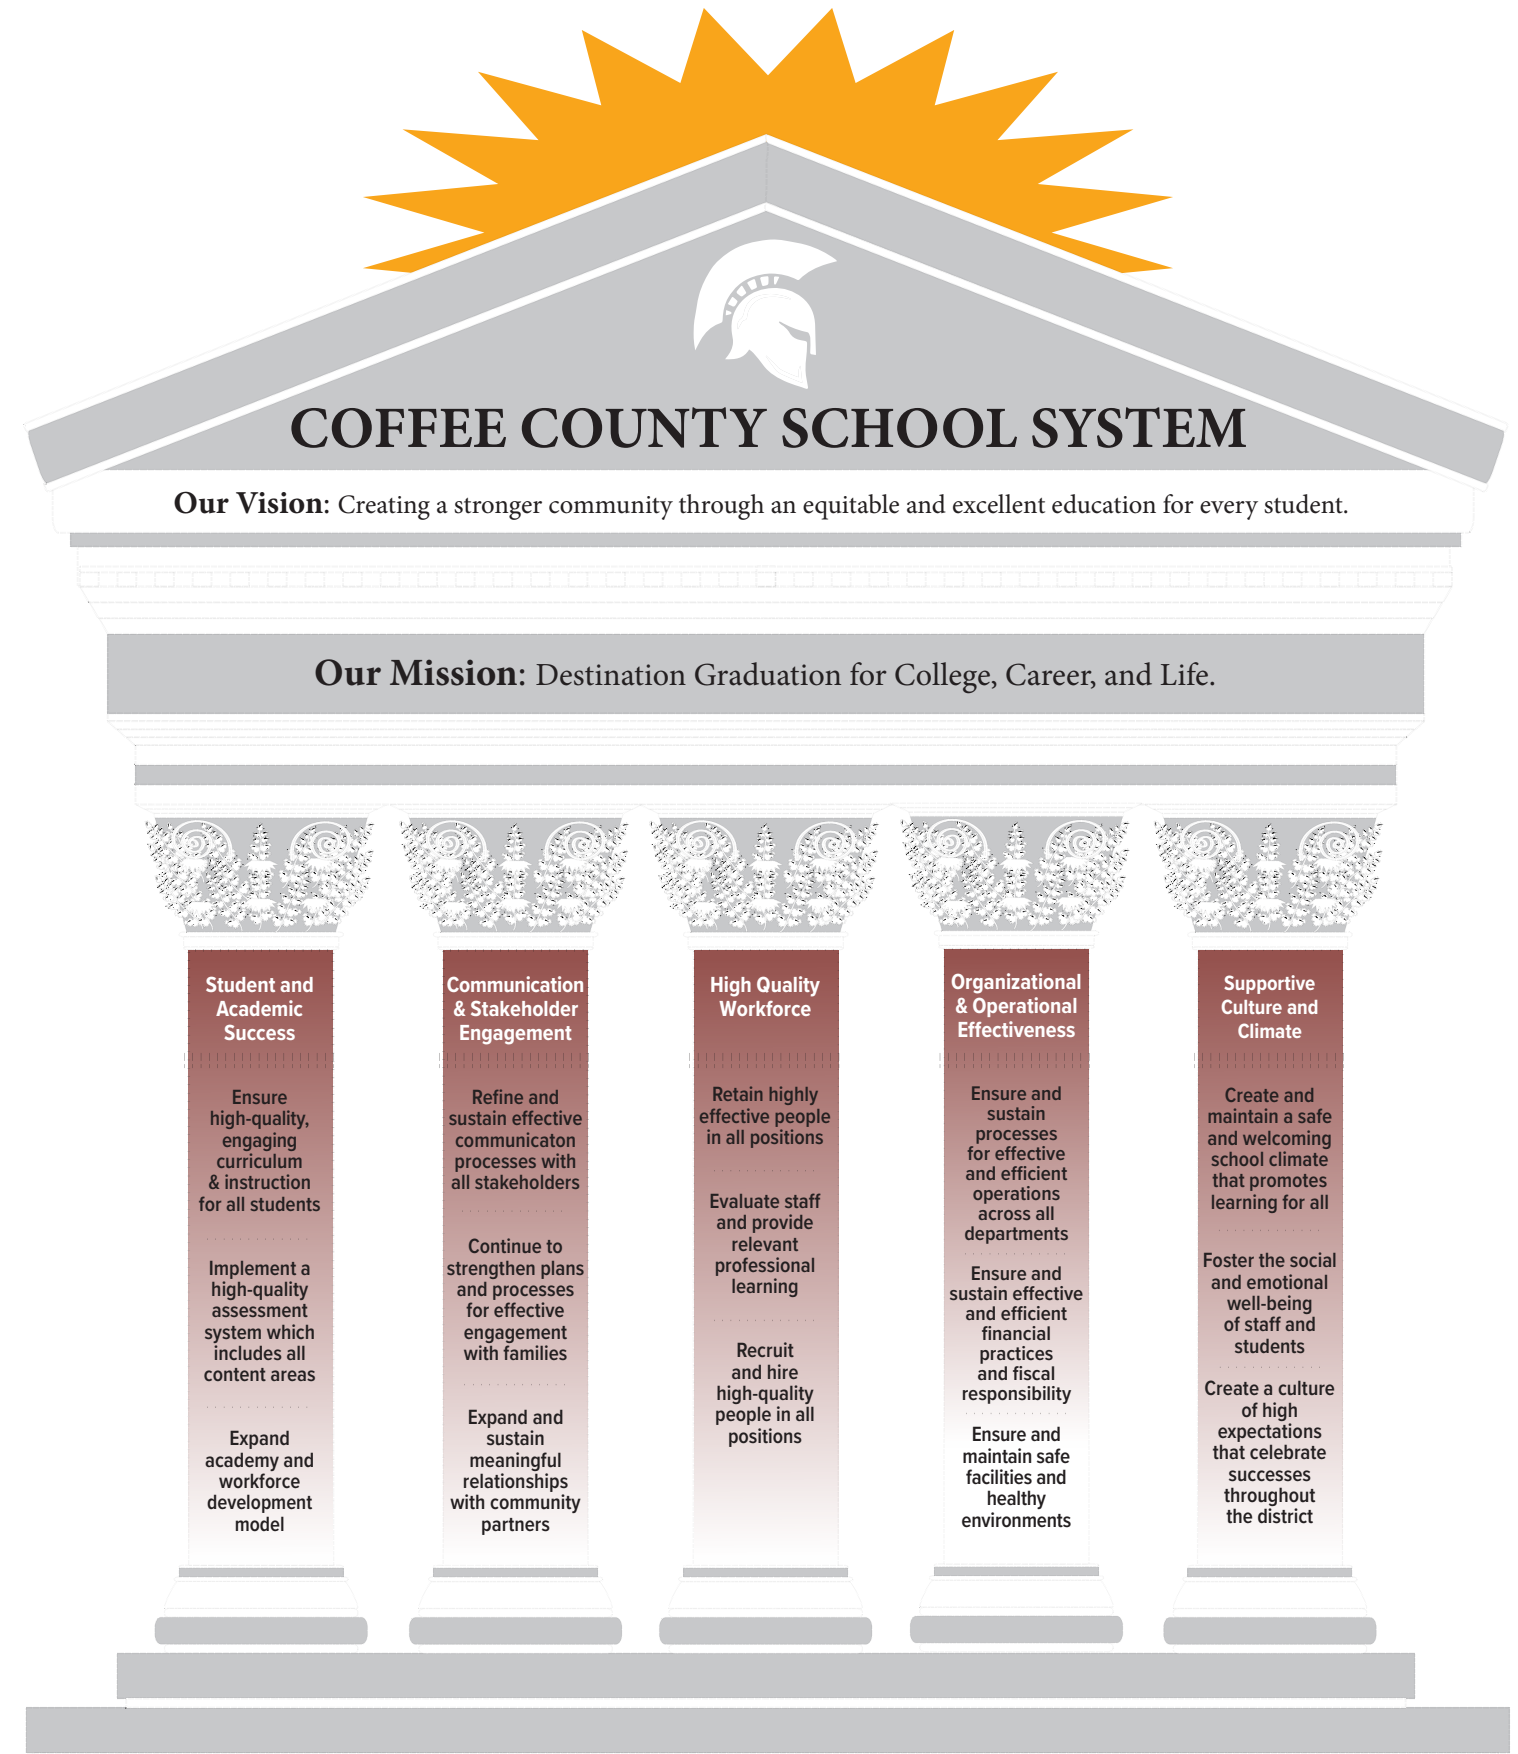 COFFEE COUNTY SCHOOL SYSTEM
Our Vision: Creating a stronger community through an equitable and excellent education for every student.
Our Mission: Destination Graduation for College, Career, and Life.
Student and
Academic
Success
Ensure
high-quality,
engaging
curriculum
& instruction
for all students
Implement a
high-quality
assessment
system which
includes all
content areas
Expand
academy and
workforce
development
model
Communication
& Stakeholder
Engagement
Refine and
sustain effective
communicaton
processes with
all stakeholders
Continue to
strengthen plans
and processes
for effective
engagement
with families
Expand and
sustain
meaningful
relationships
with community
partners
High Quality
Workforce
Retain highly
effective people
in all positions
Evaluate staff
and provide
relevant
professional
learning
Recruit
and hire
high-quality
people in all
positions
Organizational
& Operational
Effectiveness
Ensure and
sustain
processes
for effective
and efficient
operations
across all
departments
Ensure and
sustain effective
and efficient
financial
practices
and fiscal
responsibility
Ensure and
maintain safe
facilities and
healthy
environments
Supportive
Culture and
Climate
Create and
maintain a safe
and welcoming
school climate
that promotes
learning for all
Foster the social
and emotional
well-being
of staff and
students
Create a culture
of high
expectations
that celebrate
successes
throughout
the district